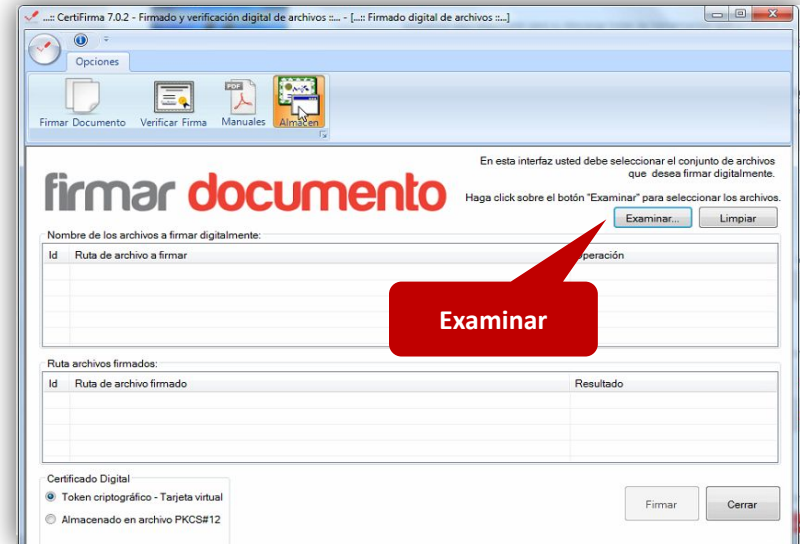 ...:: CertiFirma 7.0.2 - Firmado y verificación digital de archivos ::... - [...:: Firmado digital de archivos ::...]
Opciones
Firmar Documento Verificar Firma Manuales Almacen
PDF
En esta interfaz usted debe seleccionar el conjunto de archivos
que desea firmar digitalmente.
firmar documento
Haga click sobre el botón "Examinar" para seleccionar los archivos.
Examinar... Limpiar
Nombre de los archivos a firmar digitalmente:
Id Ruta de archivo a firmar Operación
Examinar
Ruta archivos firmados:
Id Ruta de archivo firmado Resultado
Certificado Digital
Token criptográfico - Tarjeta virtual
Almacenado en archivo PKCS#12
Firmar Cerrar